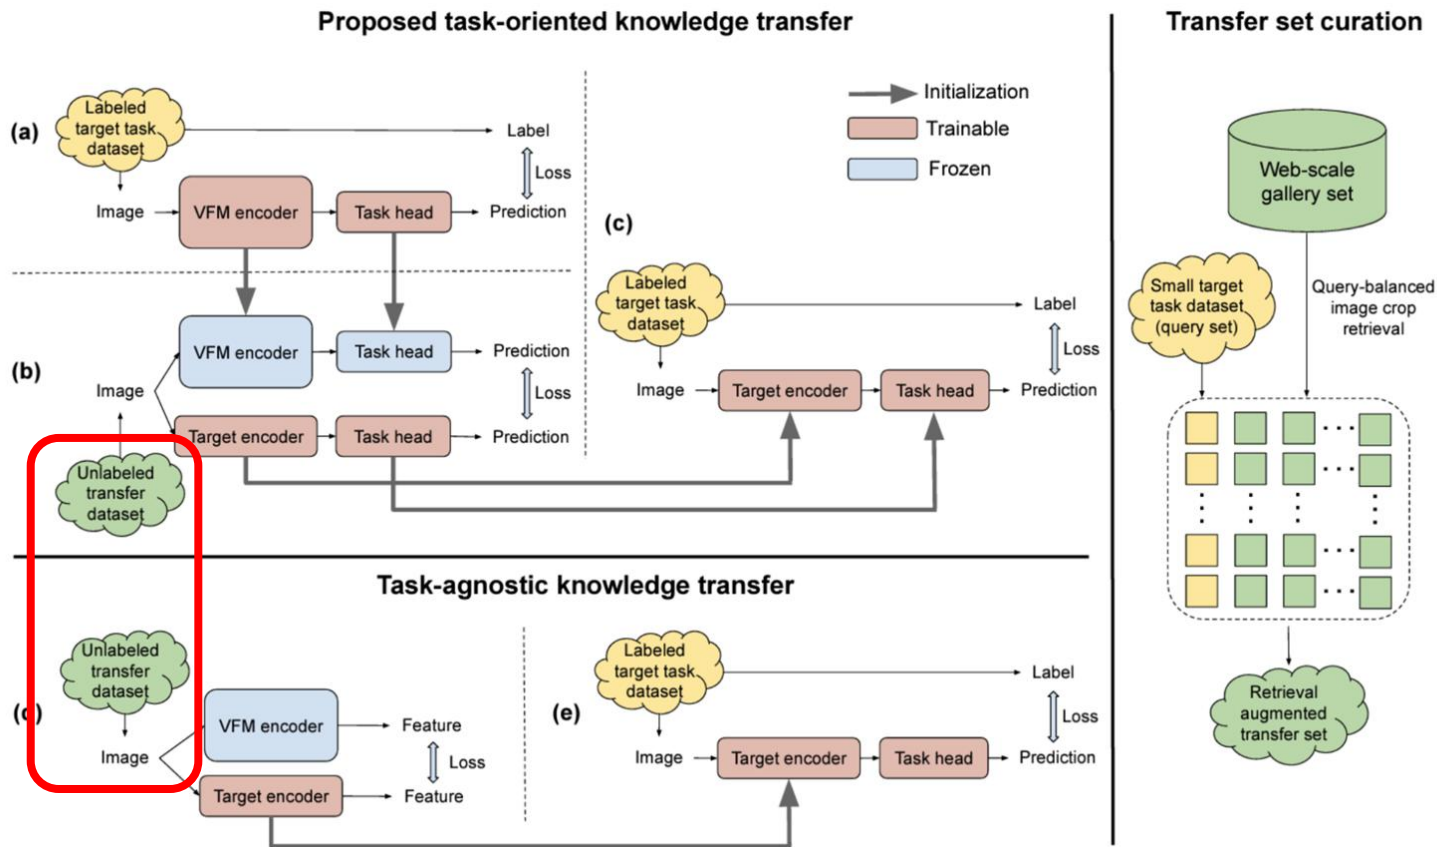 Proposed task-oriented knowledge transfer
Transfer set curation
(a)
Labeled
target task
dataset
Label
Loss
Image
VFM encoder
Task head
Prediction
Initialization
Trainable
Frozen
(b)
Image
VFM encoder
Task head
Prediction
Loss
Target encoder
Task head
Prediction
Unlabeled
transfer
dataset
(c)
Labeled
target task
dataset
Label
Loss
Image
Target encoder
Task head
Prediction
Task-agnostic knowledge transfer
(d)
Unlabeled
transfer
dataset
Image
VFM encoder
Feature
Loss
Target encoder
Feature
(e)
Labeled
target task
dataset
Label
Loss
Image
Target encoder
Task head
Prediction
Web-scale
gallery set
Small target
task dataset
(query set)
Query-balanced
image crop
retrieval
Retrieval
augmented
transfer set